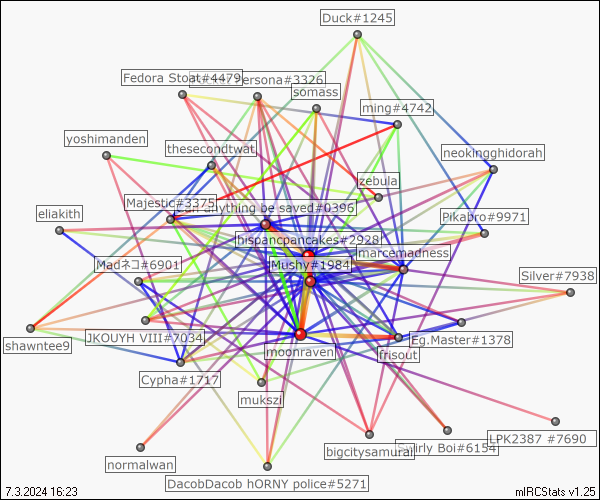 Duck#1245
Fedora Stoat#4479
ersona#3326
somass
ming#4742
yoshimanden
thesecondtwat
neokingghidorah
zebula
Majestic#3375
anything be saved#0396
eliakith
Pikabro#9971
hispancpancakes#2928
marcemadness
Madネコ#6901
Mushy#1984
Silver#7938
JKOUYH VIII#7034
Eg.Master#1378
shawntee9
moonraven
frisout
Cypha#1717
mukszi
LPK2387 #7690
bigcitysamurai
Swirly Boi#6154
normalwan
DacobDacob hORNY police#5271
7.3.2024 16:23
mIRCStats v1.25